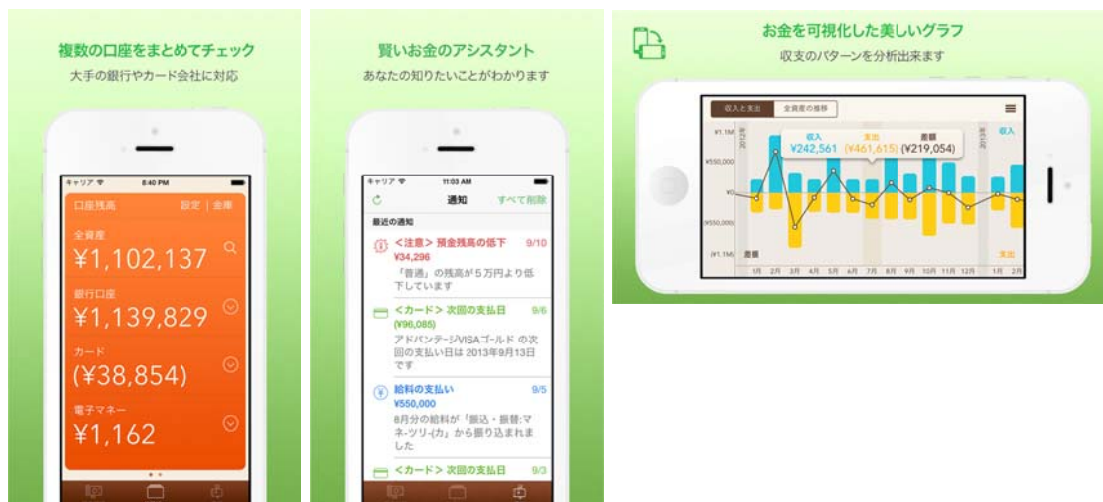 複数の口座をまとめてチェック
大手の銀行やカード会社に対応
キャリア 8:40 PM
口座残高 設定 | 金庫
全資産
¥1,102,137
銀行口座
¥1,139,829
カード
(¥38,854)
電子マネー
¥1,162
賢いお金のアシスタント
あなたの知りたいことがわかります
キャリア 11:03 AM
通知 すべて削除
最近の通知
<注意> 預金残高の低下 9/10
¥34,296
「普通」の残高が5万円より低
下しています
<カード> 次回の支払日 9/6
(¥96,085)
アドバンテージVISAゴールド の次
回の支払い日は 2013年9月13日
です
給料の支払い 9/5
¥550,000
8月分の給料が「振込・振替:マ
ネ-ツリ-(カ」から振り込まれま
した
<カード> 次回の支払日 9/3
お金を可視化した美しいグラフ
収支のパターンを分析出来ます
収入と支出 全資産の推移
¥1.1M 2012年 収入 支出 差額 2013年 収入
¥242,561 (¥461,615) (¥219,054)
¥550,000
¥0
(¥550,000)
(¥1.1M) 差額 支出
1月 2月 3月 4月 5月 6月 7月 8月 9月 10月 11月 12月 1月 2月